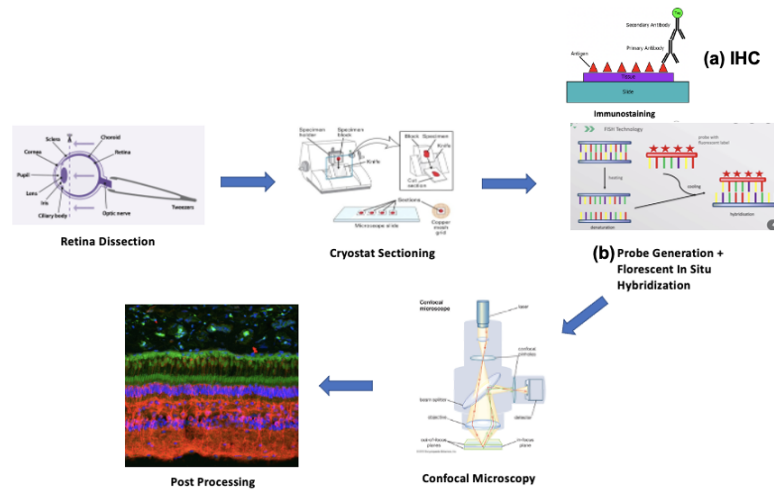 Secondary Antibody
Primary Antibody
Antigen
Tissue
Slide
(a) IHC
Immunostaining
Sclera
Choroid
Cornea
Retina
Pupil
Lens
Iris
Ciliary body
Optic nerve
Tweezers
Retina Dissection
Specimen
holder
Specimen
block
Knife
Block
Specimen
Knife
Cut
section
Sections
Microscope slide
Copper
mesh
grid
Cryostat Sectioning
FISH Technology
probe with
fluorescent label
heating
cooling
denaturation
hybridization
(b) Probe Generation +
Florescent In Situ
Hybridization
Confocal
microscope
laser
confocal
pinholes
beam splitter
detector
objective
out-of-focus
planes
in-focus
plane
Post Processing
Confocal Microscopy